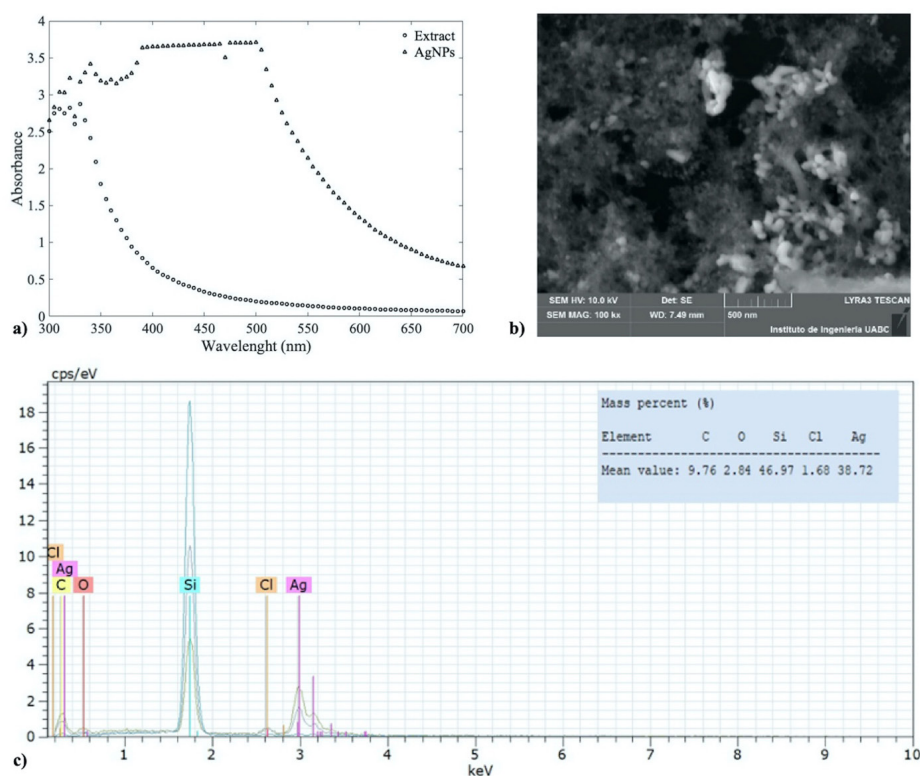 4
3.5
3
2.5
2
1.5
1
0.5
0
Absorbance
Extract
AgNPs
300 350 400 450 500 550 600 650 700
Wavelenght (nm)
a)
SEM HV: 10.0 kV Det: SE LYRA3 TESCAN
SEM MAG: 100 kx WD: 7.49 mm 500 nm
Instituto de Ingeniería UABC
b)
cps/eV
18
16
14
12
10
8
6
4
2
0
Mass percent (%)
Element C O Si Cl Ag
Mean value: 9.76 2.84 46.97 1.68 38.72
Cl
Ag
C O Si Cl Ag
1 2 3 4 5 6 7 8 9 10
keV
c)